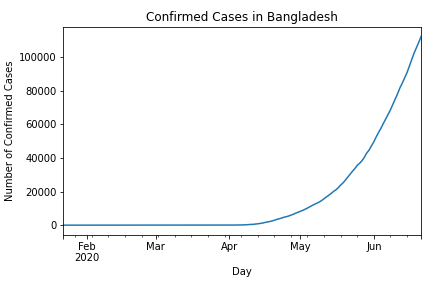 Confirmed Cases in Bangladesh
Number of Confirmed Cases
100000
80000
60000
40000
20000
0
Feb Mar Apr May Jun
2020
Day